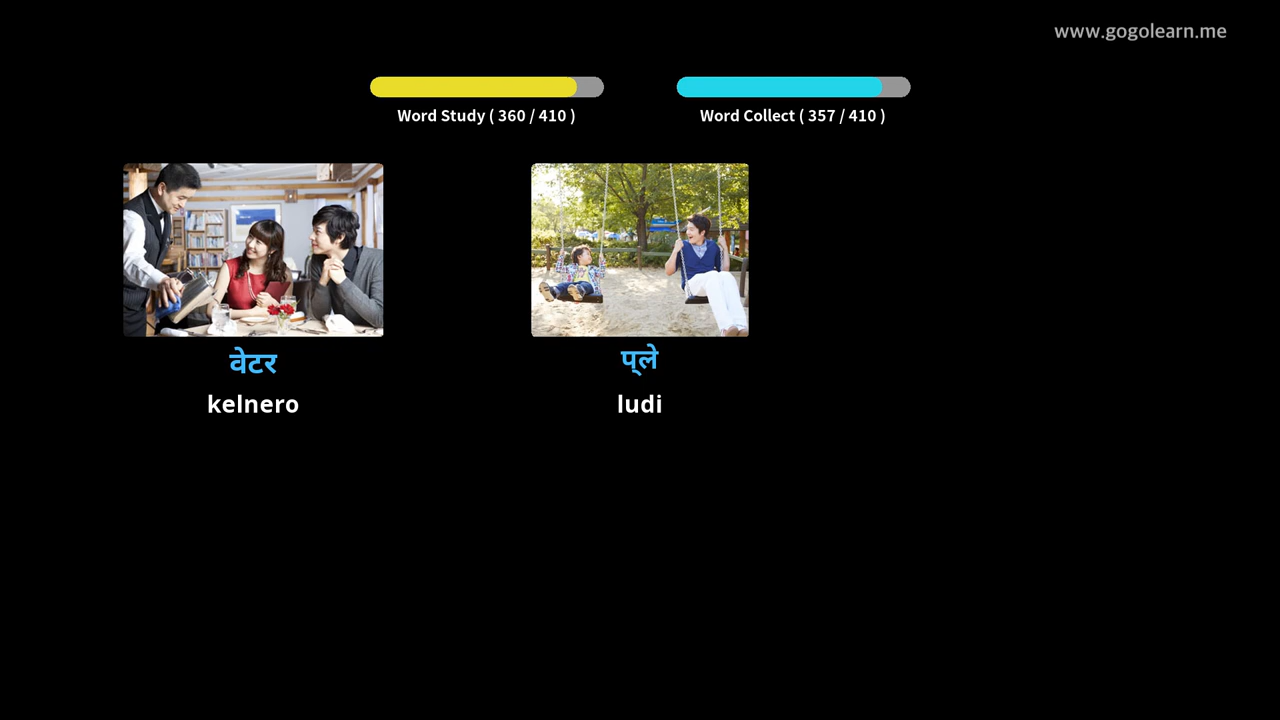 www.gogolearn.me
Word Study ( 360 / 410 )
Word Collect ( 357 / 410 )
वेटर
kelnero
प्‌ले
ludi